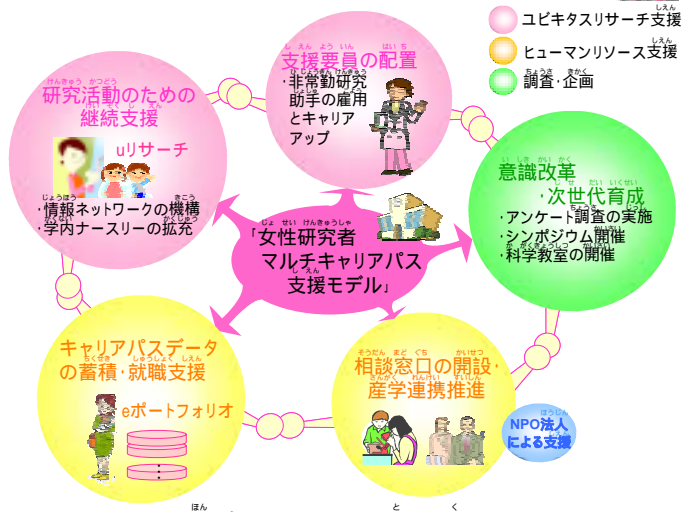 ユビキタスリサーチ支援
ヒューマンリソース支援
調査・企画
支援要員の配置
・非常勤研究
助手の雇用
とキャリア
アップ
研究活動のための
継続支援
uリサーチ
・情報ネットワークの機構
・学内ナースリーの拡充
意識改革
・次世代育成
・アンケート調査の実施
・シンポジウム開催
・科学教室の開催
「女性研究者
マルチキャリアパス
支援モデル」
キャリアパスデータ
の蓄積・就職支援
eポートフォリオ
相談窓口の開設・
産学連携推進
NPO法人
による支援